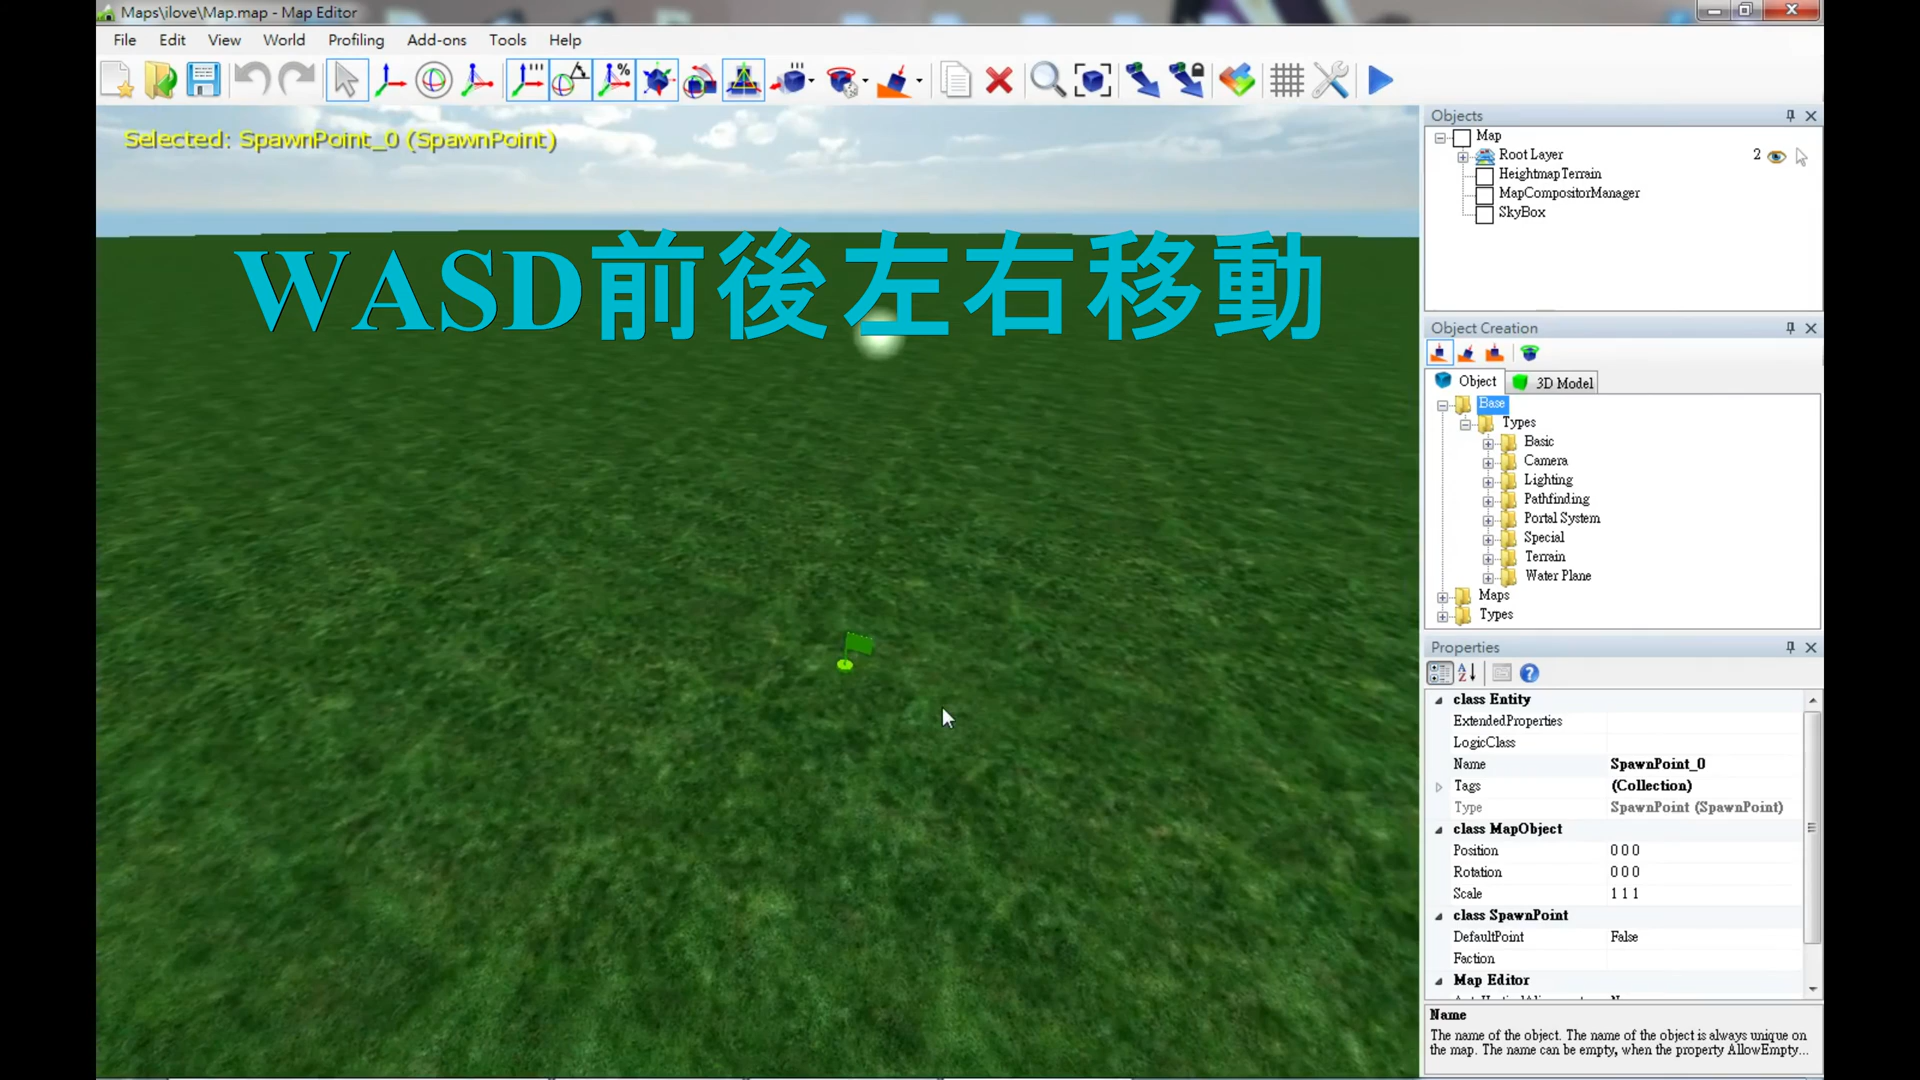 Maps\ilove\Map.map - Map Editor
File Edit View World Profiling Add-ons Tools Help
Selected: SpawnPoint_0 (SpawnPoint)
WASD前後左右移動
Objects
Map
Root Layer 2
HeightmapTerrain
MapCompositorManager
SkyBox
Object Creation
Object 3D Model
Base
Types
Basic
Camera
Lighting
Pathfinding
Portal System
Special
Terrain
Water Plane
Maps
Types
Properties
class Entity
ExtendedProperties
LogicClass
Name SpawnPoint_0
Tags (Collection)
Type SpawnPoint (SpawnPoint)
class MapObject
Position 0 0 0
Rotation 0 0 0
Scale 1 1 1
class SpawnPoint
DefaultPoint False
Faction
Map Editor
Name
The name of the object. The name of the object is always unique on
the map. The name can be empty, when the property AllowEmpty...